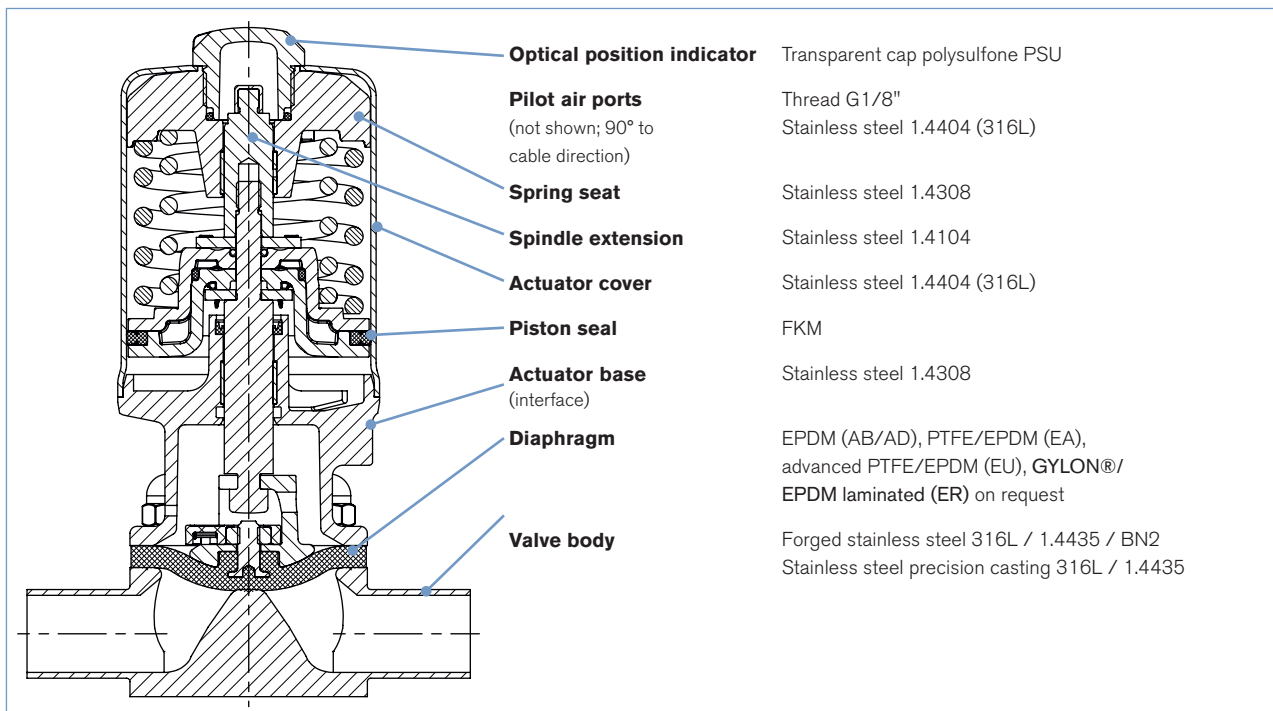 Optical position indicator Transparent cap polysulfone PSU
Pilot air ports Thread G1/8"
(not shown; 90° to Stainless steel 1.4404 (316L)
cable direction)
Spring seat Stainless steel 1.4308
Spindle extension Stainless steel 1.4104
Actuator cover Stainless steel 1.4404 (316L)
Piston seal FKM
Actuator base Stainless steel 1.4308
(interface)
Diaphragm EPDM (AB/AD), PTFE/EPDM (EA),
advanced PTFE/EPDM (EU), GYLON®/
EPDM laminated (ER) on request
Valve body Forged stainless steel 316L / 1.4435 / BN2
Stainless steel precision casting 316L / 1.4435